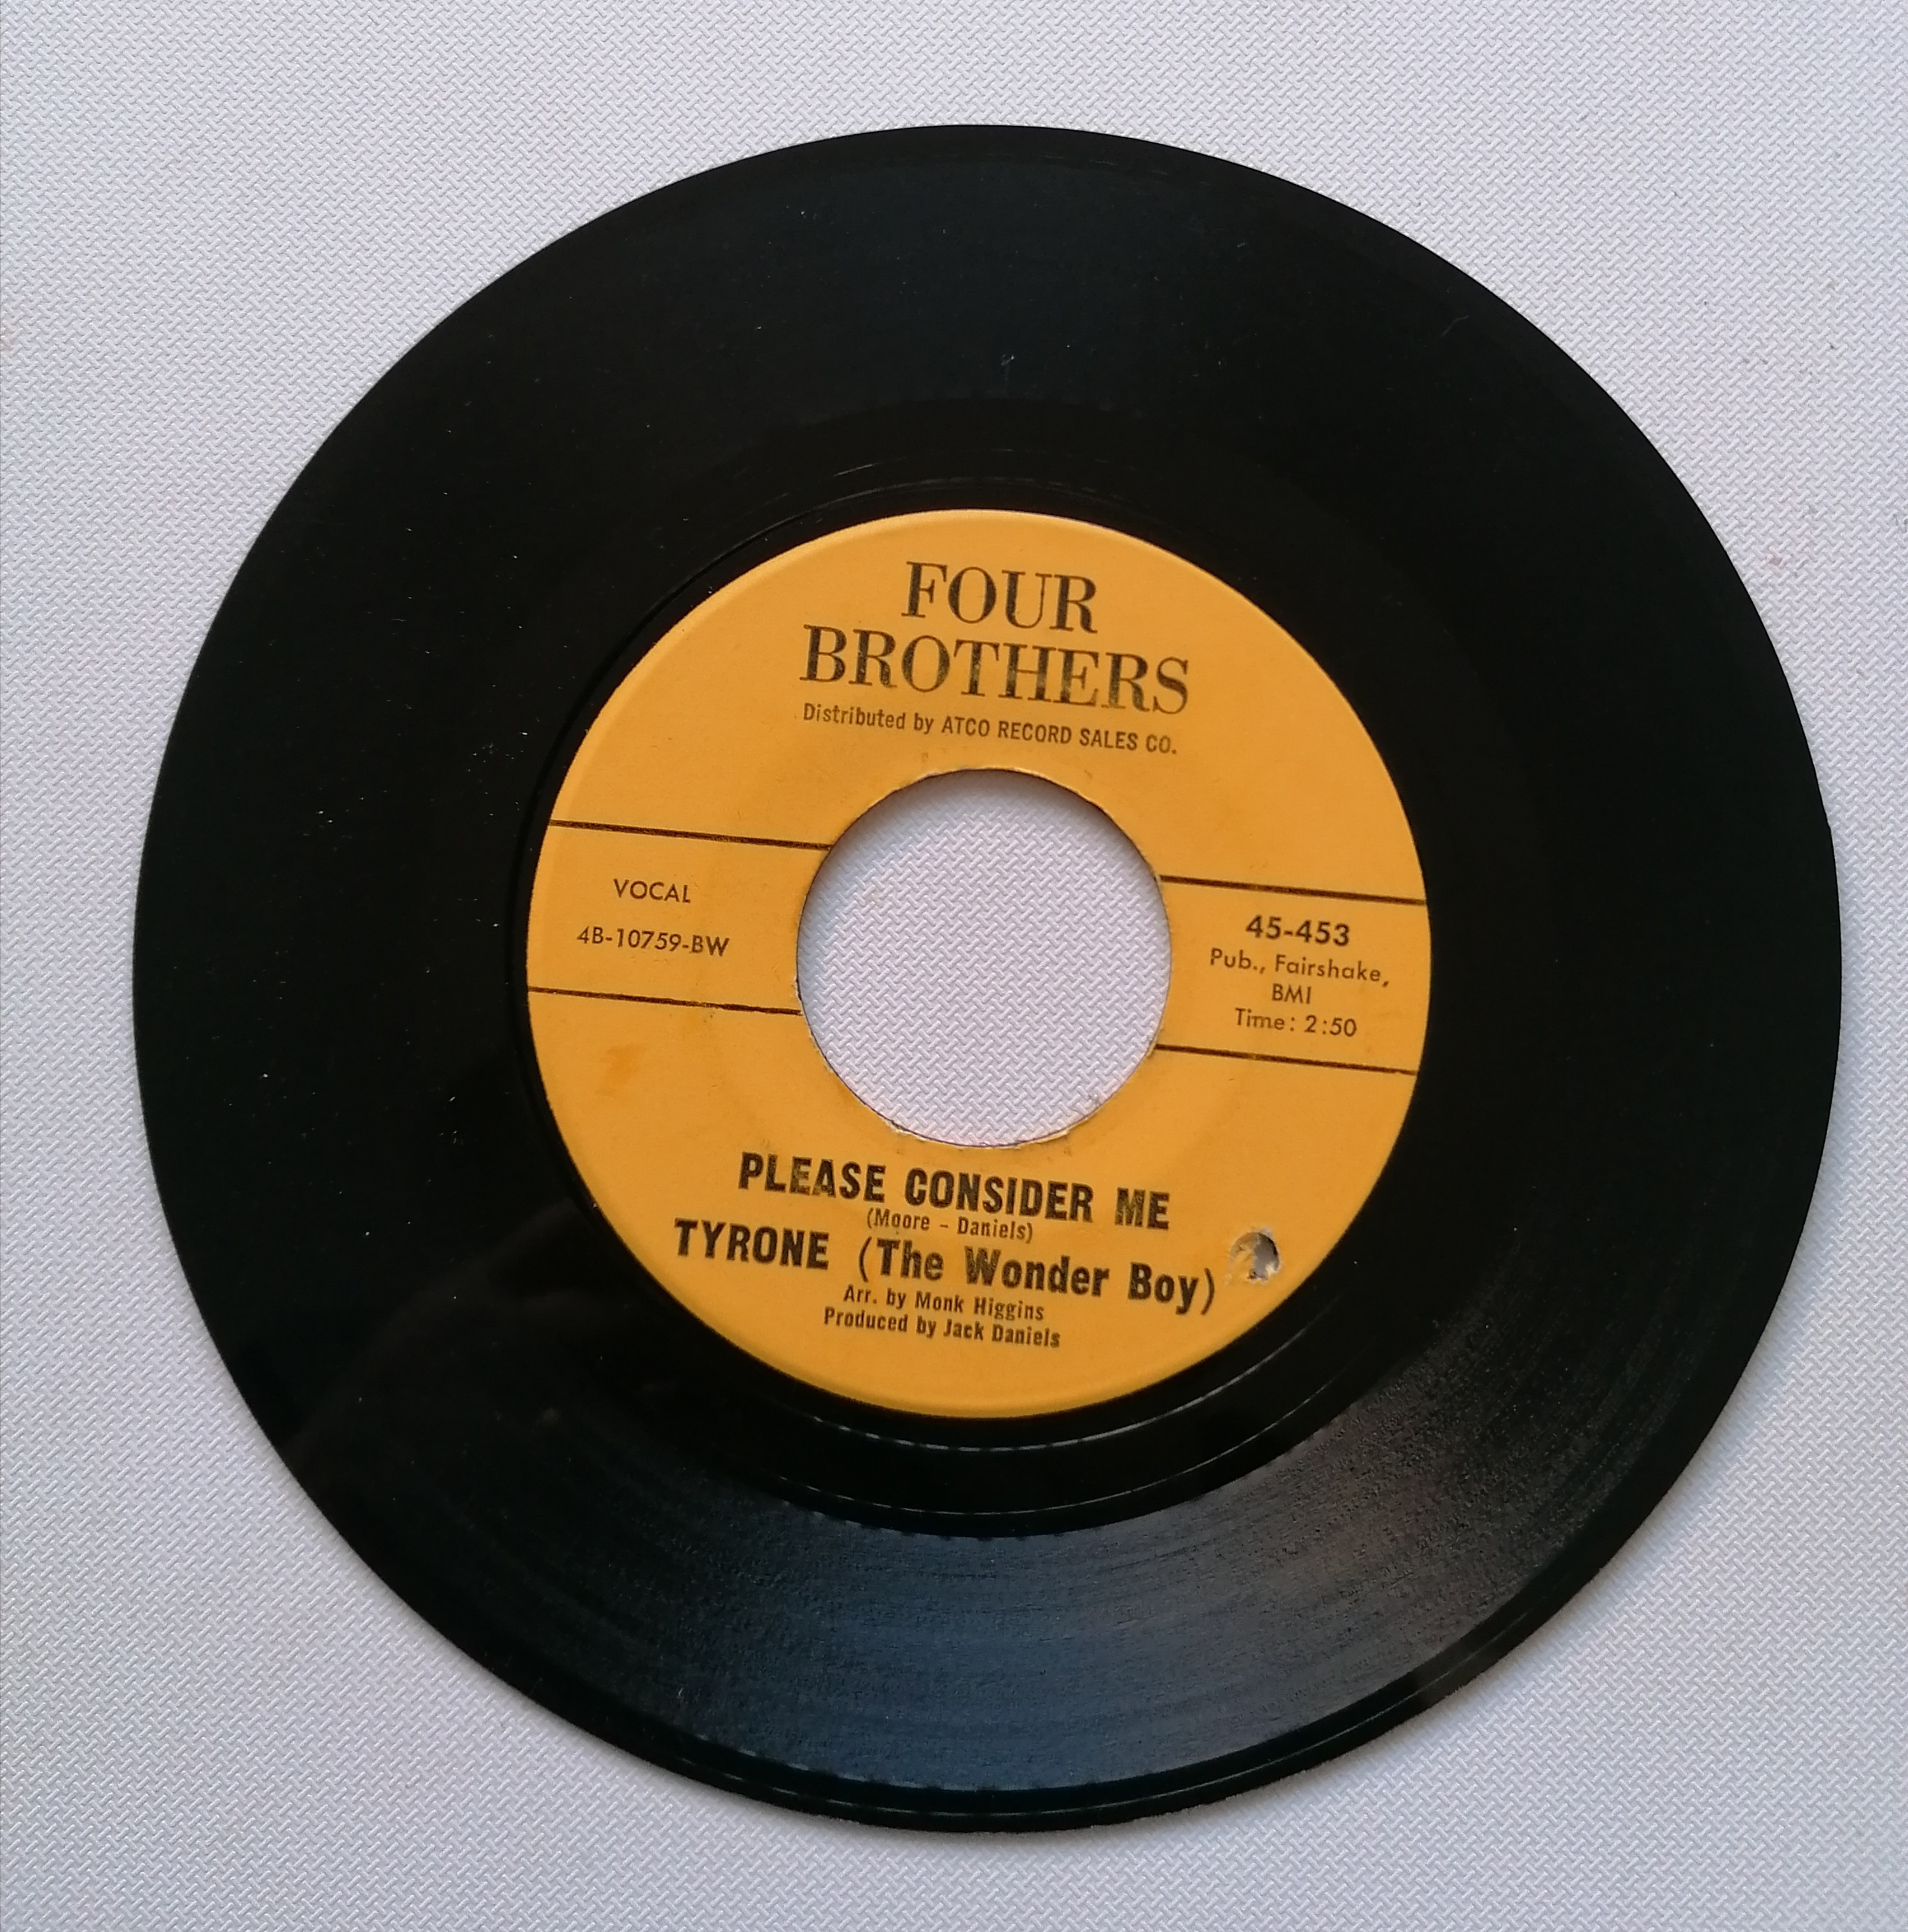 FOUR
BROTHERS
Distributed by ATCO RECORD SALES CO.
VOCAL
4B-10759-BW
45-453
Pub., Fairshake,
BMI
Time: 2:50
PLEASE CONSIDER ME
(Moore - Daniels)
TYRONE (The Wonder Boy)
Arr. by Monk Higgins
Produced by Jack Daniels